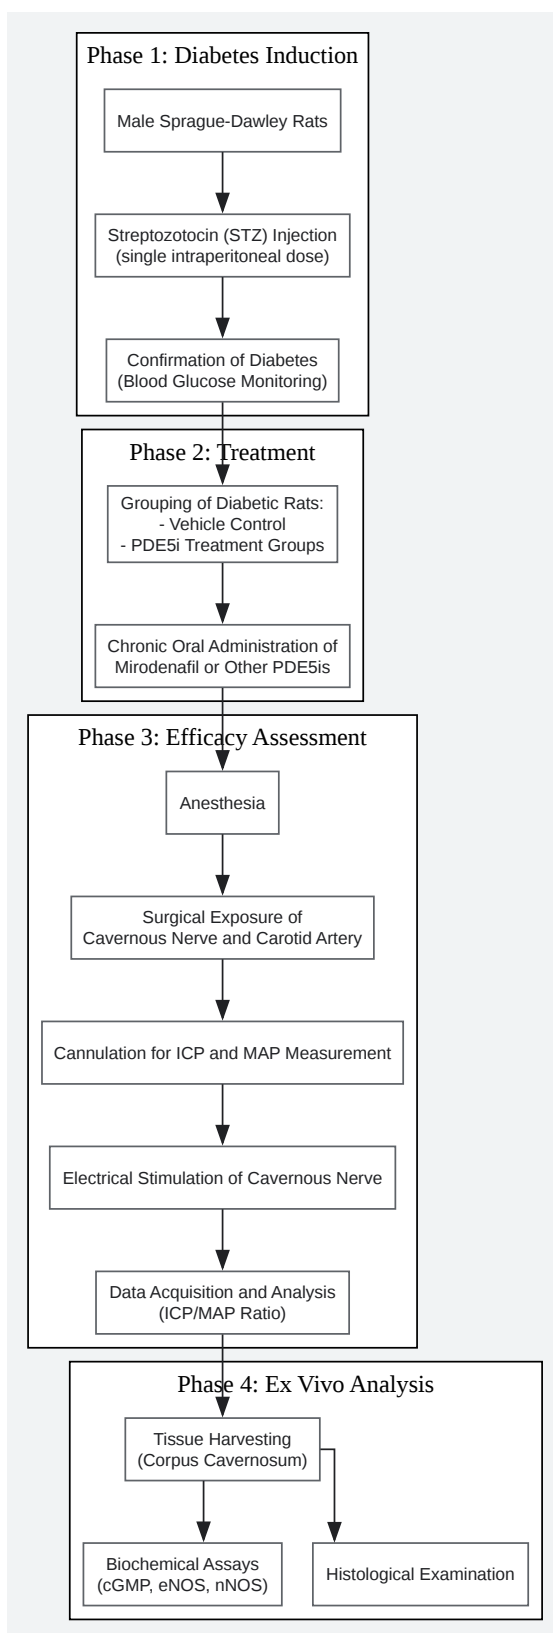 Phase 1: Diabetes Induction
Male Sprague-Dawley Rats
Streptozotocin (STZ) Injection
(single intraperitoneal dose)
Confirmation of Diabetes
(Blood Glucose Monitoring)
Phase 2: Treatment
Grouping of Diabetic Rats:
- Vehicle Control
- PDE5i Treatment Groups
Chronic Oral Administration of
Mirodenafil or Other PDE5is
Phase 3: Efficacy Assessment
Anesthesia
Surgical Exposure of
Cavernous Nerve and Carotid Artery
Cannulation for ICP and MAP Measurement
Electrical Stimulation of Cavernous Nerve
Data Acquisition and Analysis
(ICP/MAP Ratio)
Phase 4: Ex Vivo Analysis
Tissue Harvesting
(Corpus Cavernosum)
Biochemical Assays
(cGMP, eNOS, nNOS)
Histological Examination